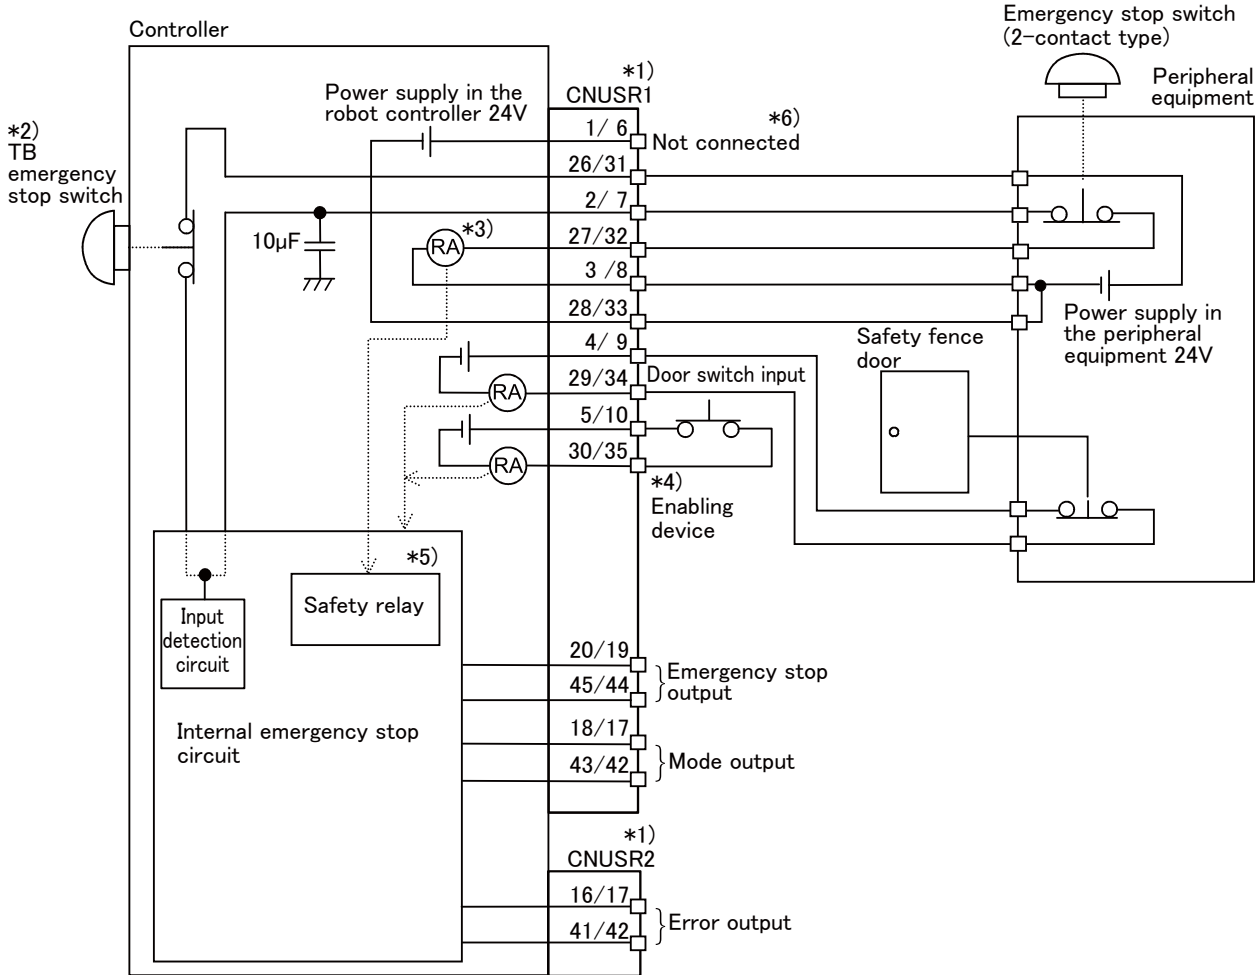 Controller
Emergency stop switch
(2-contact type)
Peripheral
equipment
*1)
CNUSR1
Power supply in the
robot controller 24V
*6)
1/ 6
Not connected
*2)
TB
emergency
stop switch
26/31
2/ 7
10μF
*3)
RA
27/32
3 /8
28/33
Power supply in
the peripheral
equipment 24V
4/ 9
Safety fence
door
29/34
Door switch input
RA
5/10
30/35
RA
*4)
Enabling
device
*5)
Safety relay
Input
detection
circuit
20/19
Emergency stop
output
45/44
Internal emergency stop
circuit
18/17
Mode output
43/42
*1)
CNUSR2
16/17
Error output
41/42